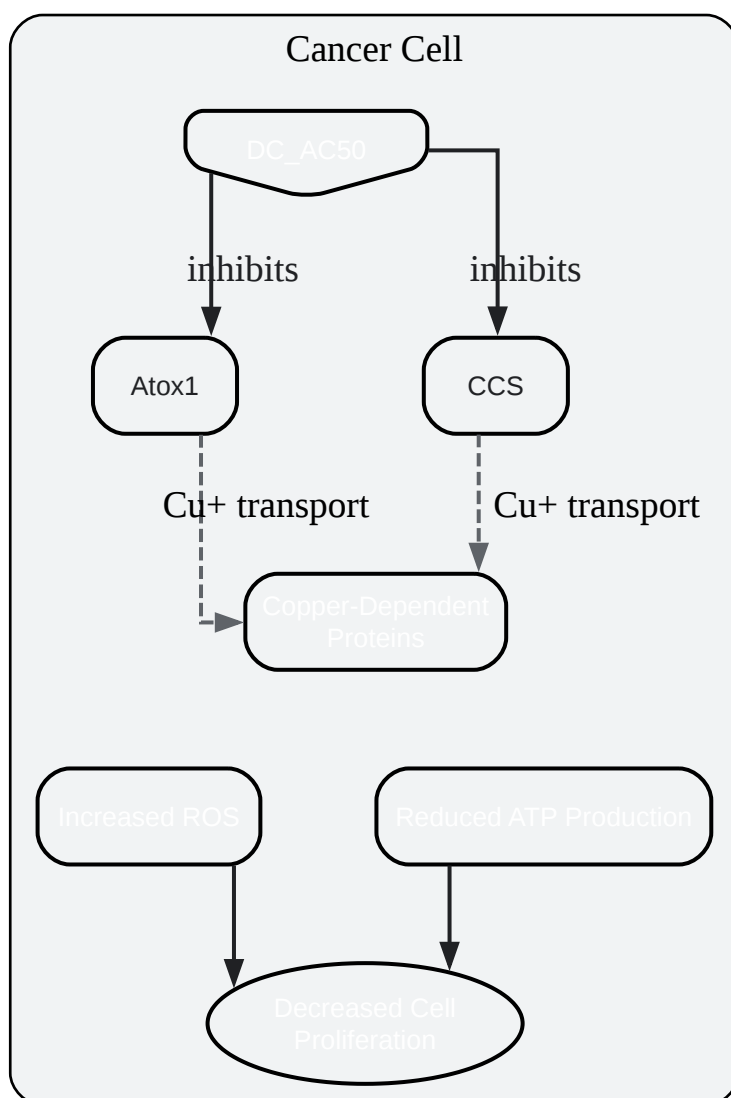 Cancer Cell
DC_AC50
inhibits
inhibits
Atox1
CCS
Cu+ transport
Cu+ transport
Copper-Dependent
Proteins
Increased ROS
Reduced ATP Production
Decreased Cell
Proliferation